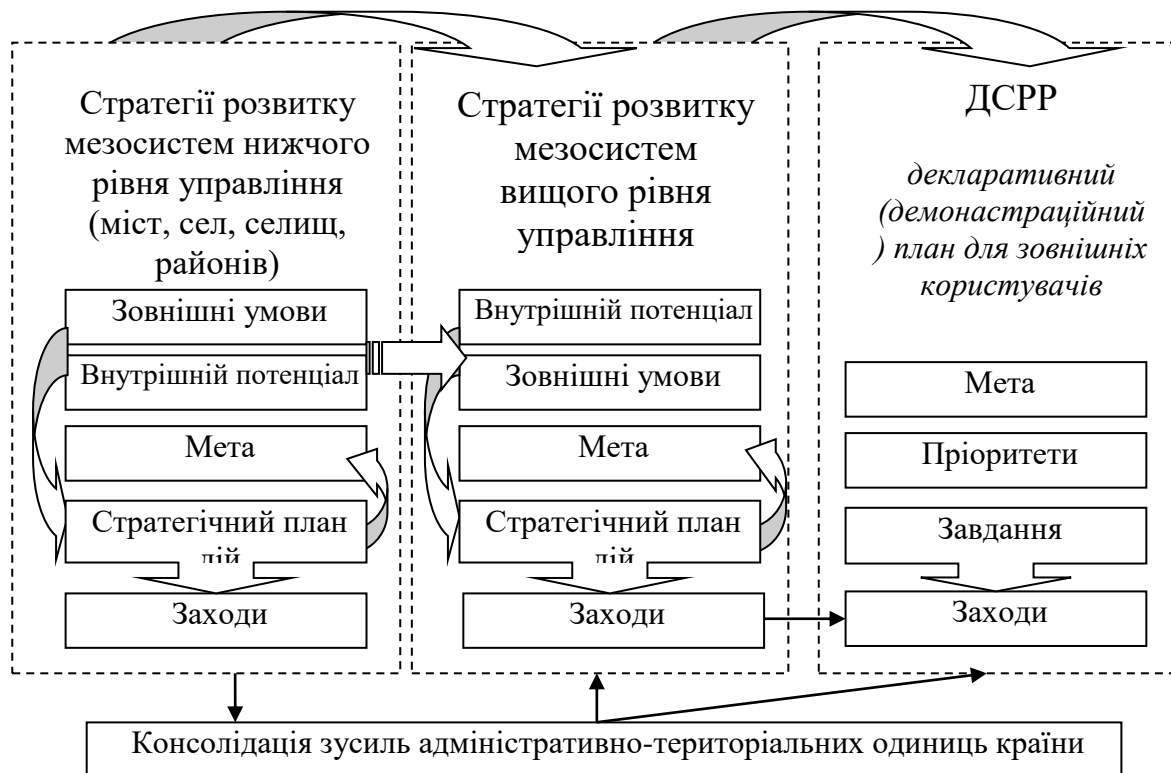 Стратегії розвитку
мезосистем нижчого
рівня управління
(міст, сел, селищ,
районів)
Зовнішні умови
Внутрішній потенціал
Мета
Стратегічний план
дій
Заходи
Стратегії розвитку
мезосистем
вищого рівня
управління
Внутрішній потенціал
Зовнішні умови
Мета
Стратегічний план
дій
Заходи
ДСРР
декларативний
(демонастраційний
) план для зовнішніх
користувачів
Мета
Пріоритети
Завдання
Заходи
Консолідація зусиль адміністративно-територіальних одиниць країни